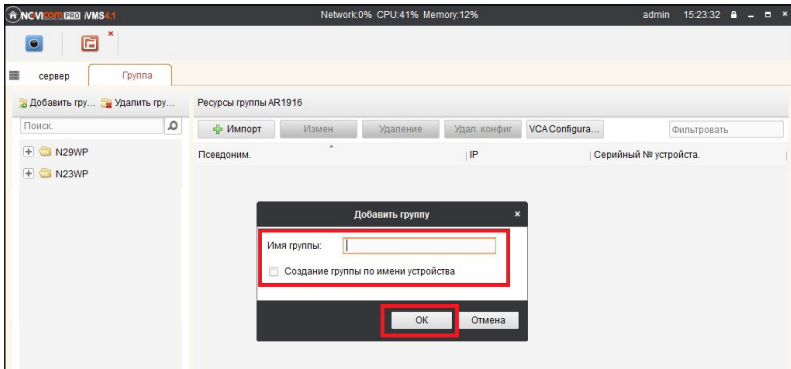 NOVIcom PRO iVMS4.1 Network:0% CPU:41% Memory:12% admin 15:23:32
сервер Группа
Добавить гру... Удалить гру... Ресурсы группы AR1916
Поиск. Импорт Измен Удаление Удал. конфиг VCA Configura... Фильтровать
N29WP Псевдоним. IP Серийный № устройста.
N23WP
Добавить группу
Имя группы:
Создание группы по имени устройства
OK Отмена